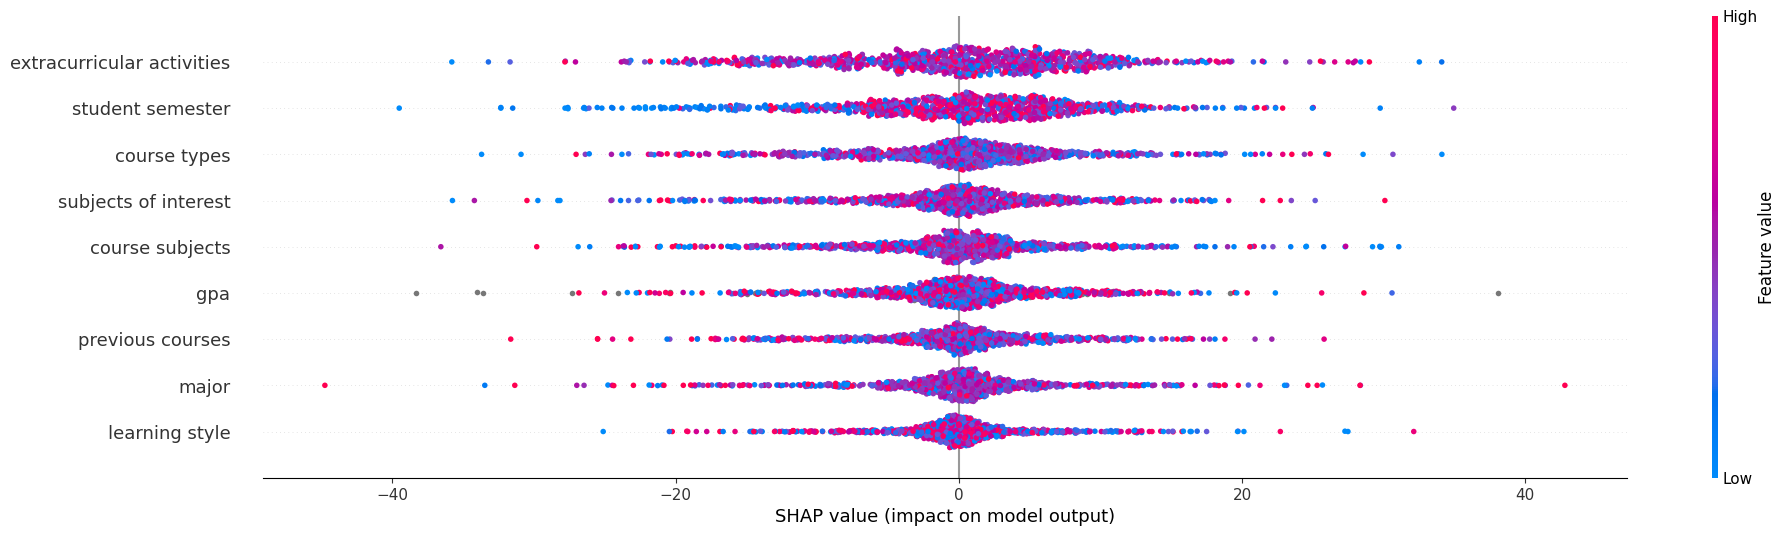 extracurricular activities
student semester
course types
subjects of interest
course subjects
gpa
previous courses
major
learning style
−40
−20
0
20
40
SHAP value (impact on model output)
High
Feature value
Low